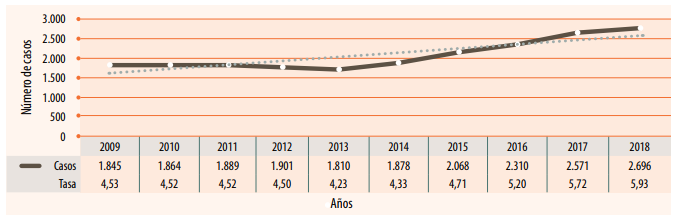 Número de casos
3.000
2.500
2.000
1.500
1.000
500
0
2009 2010 2011 2012 2013 2014 2015 2016 2017 2018
Casos 1.845 1.864 1.889 1.901 1.810 1.878 2.068 2.310 2.571 2.696
Tasa 4,53 4,52 4,52 4,50 4,23 4,33 4,71 5,20 5,72 5,93
Años